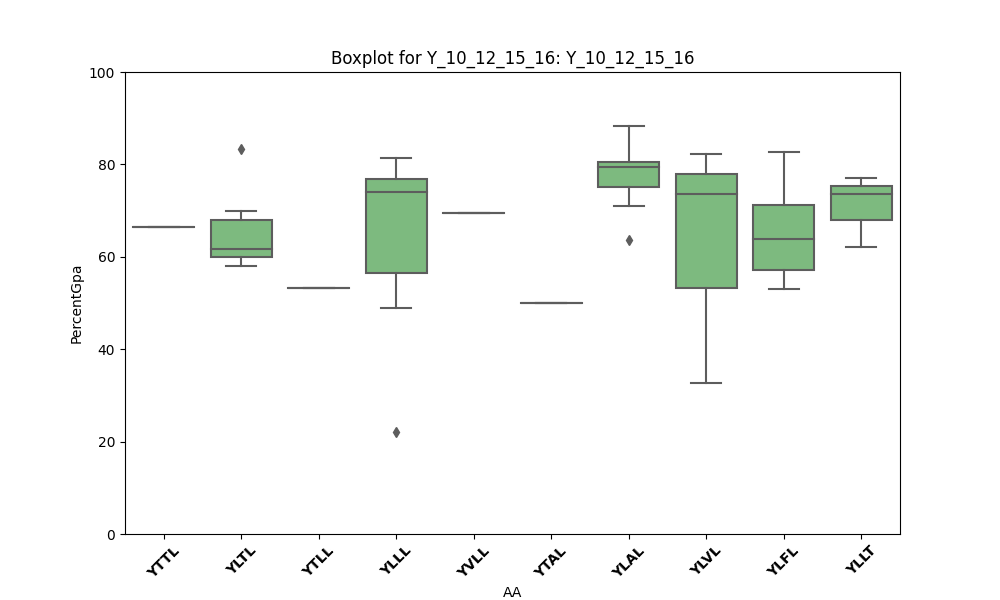 Boxplot for Y_10_12_15_16: Y_10_12_15_16
100
80
60
40
20
0
PercentGpa
YTTL
YLTL
YTLL
YLLL
YVLL
YTAL
YLAL
YLVL
YLFL
YLLT
AA